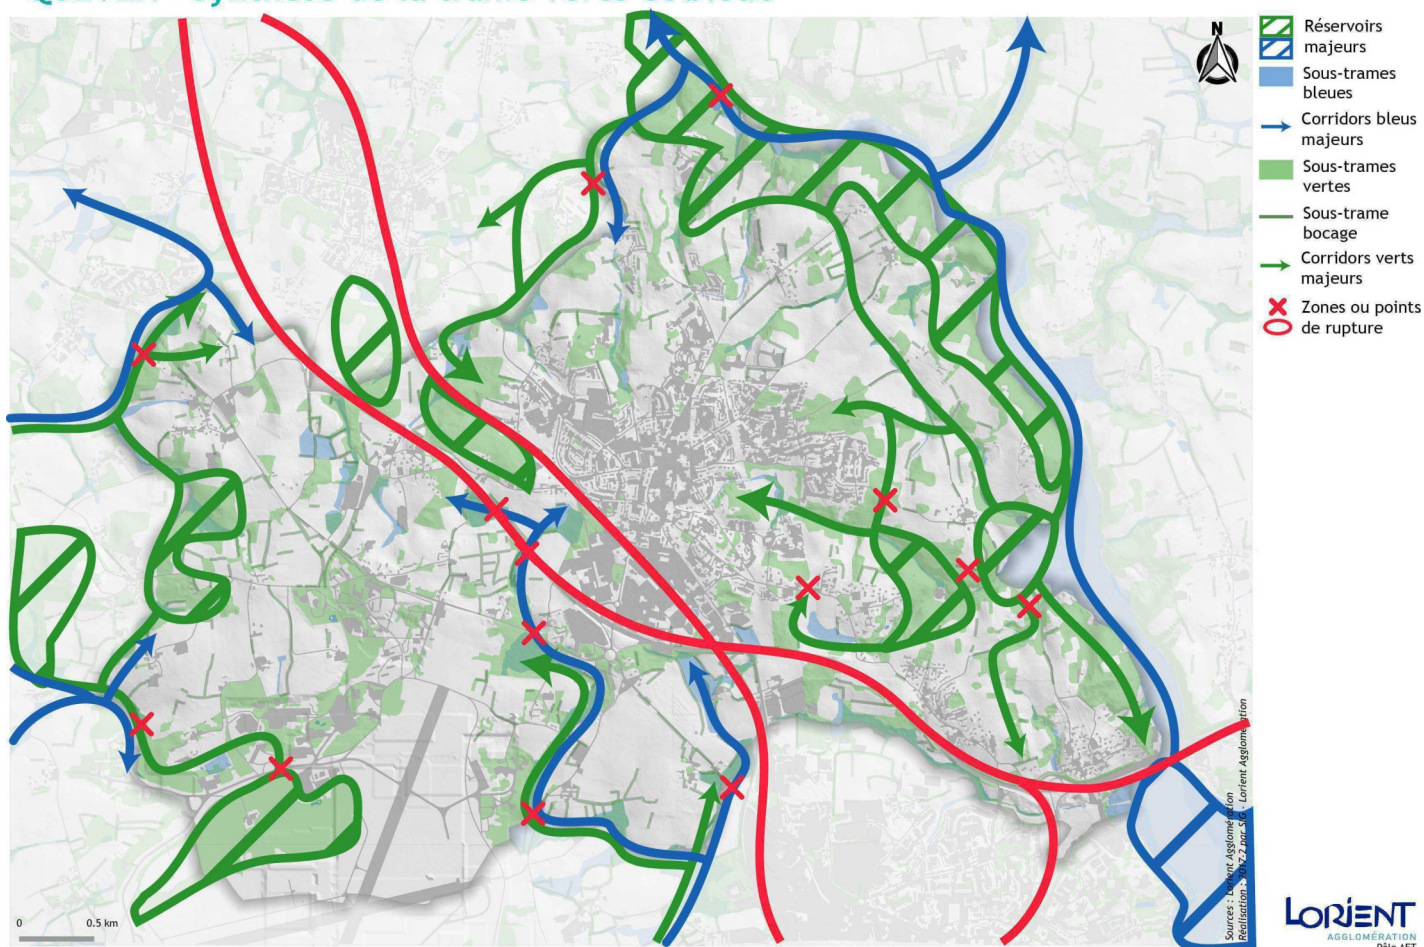 N
Réservoirs
majeurs
Sous-trames
bleues
Corridors bleus
majeurs
Sous-trames
vertes
Sous-trame
bocage
Corridors verts
majeurs
Zones ou points
de rupture
0 0.5 km
Sources : Lorient Agglomération
Réalisation : 2017-2 par SIG - Lorient Agglomération
LORIENT
AGGLOMÉRATION